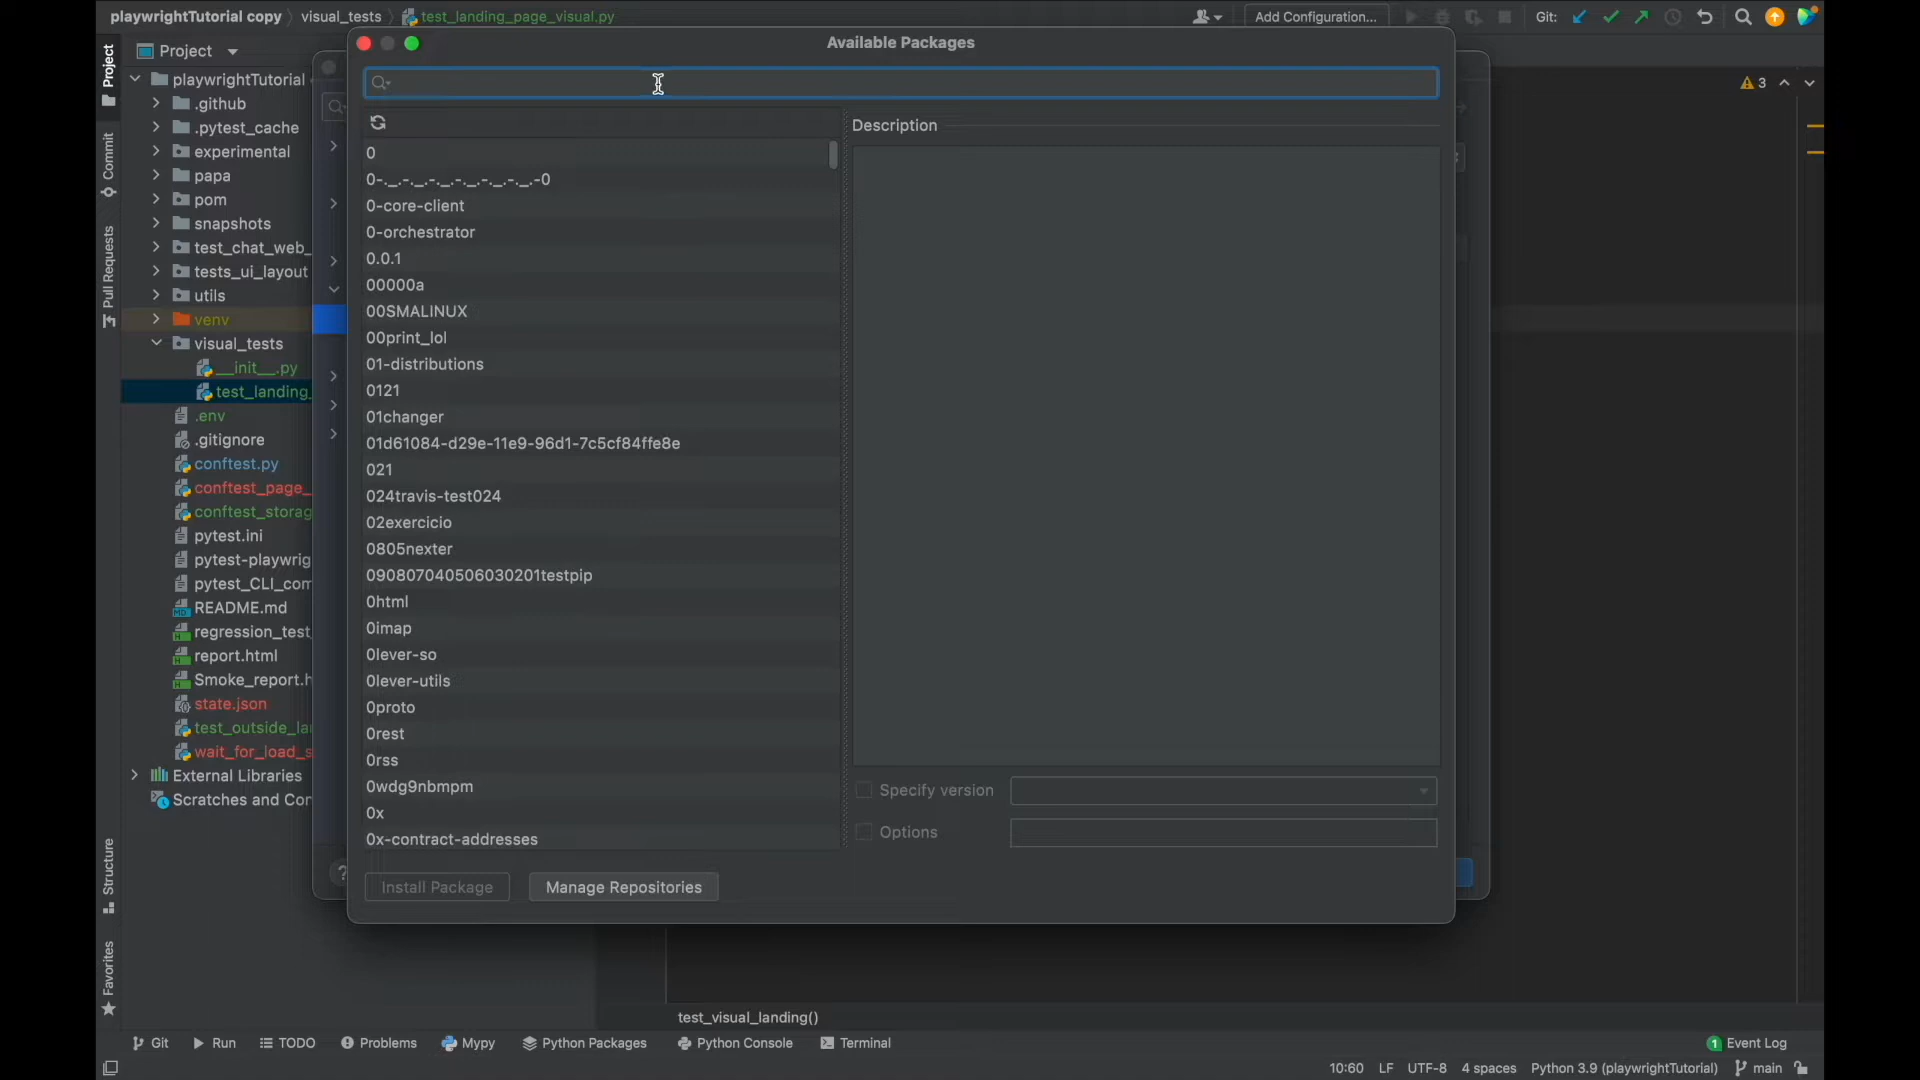 playwrightTutorial copy
visual_tests
test_landing_page_visual.py
Add Configuration...
Git:
Project
Available Packages
Project
3
playwrightTutorial
.github
.pytest_cache
experimental
papa
pom
snapshots
test_chat_web_
tests_ui_layout
utils
venv
visual_tests
__init__.py
test_landing_
.env
.gitignore
conftest.py
conftest_page_
conftest_storag
pytest.ini
pytest-playwrig
pytest_CLI_com
README.md
regression_test_
report.html
Smoke_report.h
state.json
test_outside_la
wait_for_load_s
External Libraries
Scratches and Con
Commit
Pull Requests
Structure
Favorites
0
0-._.-._.-._.-._.-._.-._.-0
0-core-client
0-orchestrator
0.0.1
00000a
00SMALINUX
00print_lol
01-distributions
0121
01changer
01d61084-d29e-11e9-96d1-7c5cf84ffe8e
021
024travis-test024
02exercicio
0805nexter
090807040506030201testpip
0html
0imap
0lever-so
0lever-utils
0proto
0rest
0rss
0wdg9nbmpm
0x
0x-contract-addresses
Description
Specify version
Options
?
Install Package
Manage Repositories
test_visual_landing()
Git
Run
TODO
Problems
Mypy
Python Packages
Python Console
Terminal
1 Event Log
10:60
LF
UTF-8
4 spaces
Python 3.9 (playwrightTutorial)
main